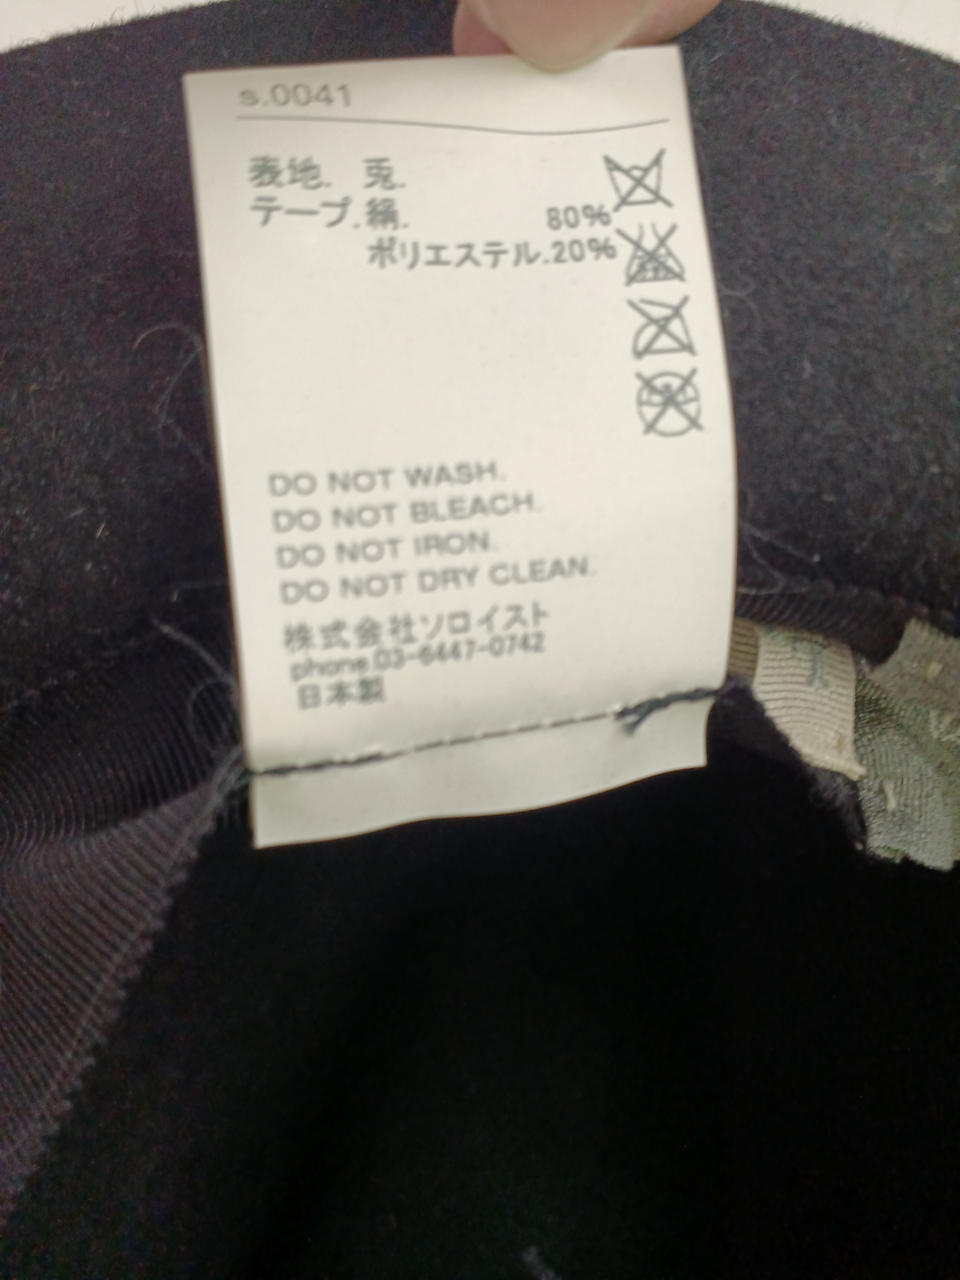 s.0041
表地. 兎.
テープ.絹. 80%
ポリエステル.20%
DO NOT WASH.
DO NOT BLEACH.
DO NOT IRON.
DO NOT DRY CLEAN.
株式会社ソロイスト
phone.03-6447-0742
日本製